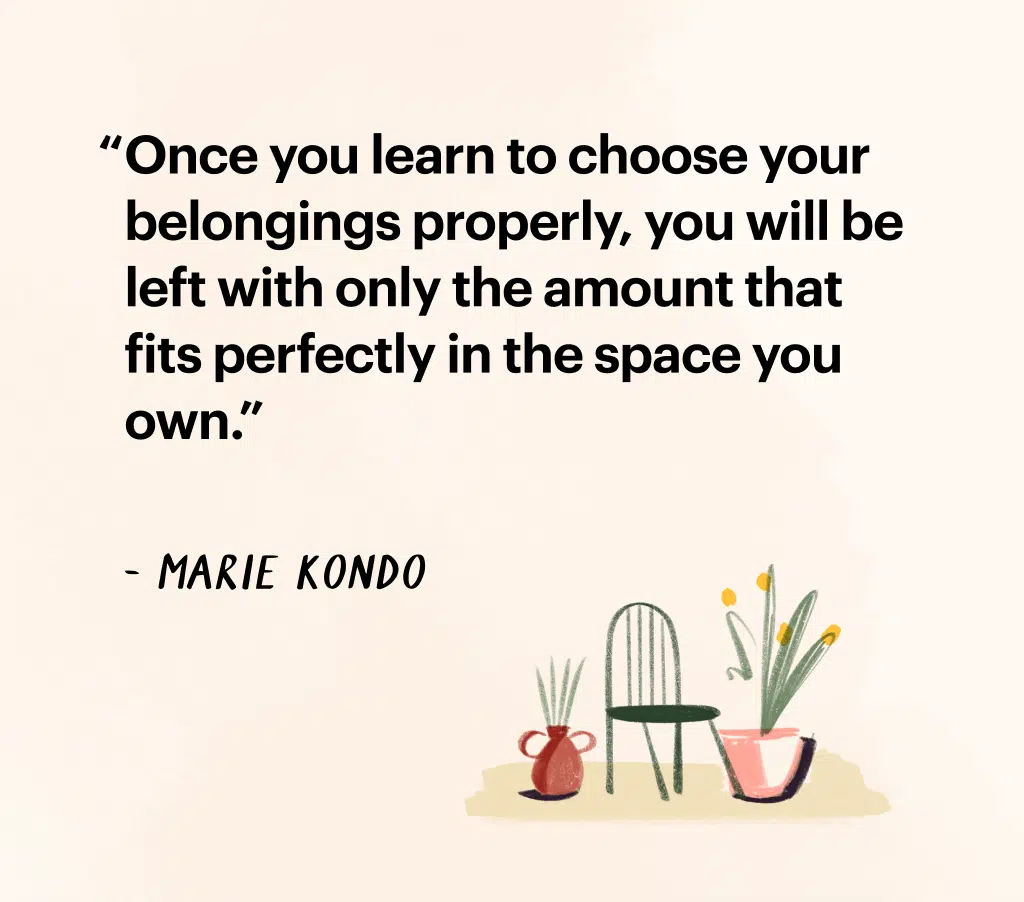 “Once you learn to choose your
belongings properly, you will be
left with only the amount that
fits perfectly in the space you
own.”
- MARIE KONDO